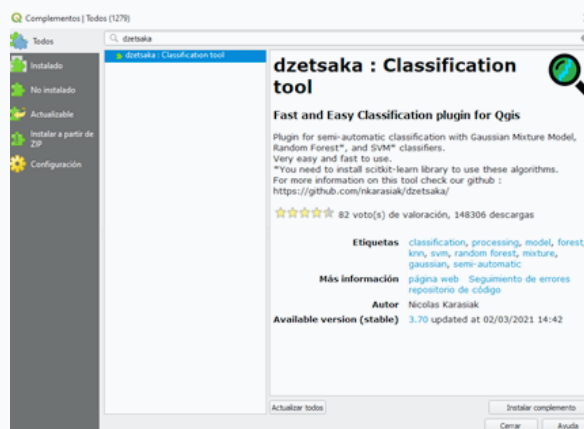 Complementos | Todos (1279)
Todos
Instalado
No instalado
Actualizable
Instalar a partir de
ZIP
Configuración
dzetsaka
dzetsaka : Classification tool
dzetsaka : Classification
tool
Fast and Easy Classification plugin for Qgis
Plugin for semi-automatic classification with Gaussian Mixture Model,
Random Forest*, and SVM* classifiers.
Very easy and fast to use.
*You need to install scitkit-learn library to use these algorithms.
For more information on this tool check our github :
https://github.com/nkarasiak/dzetsaka/
82 voto(s) de valoración, 148306 descargas
Etiquetas classification, processing, model, forest,
knn, svm, random forest, mixture,
gaussian, semi-automatic
Más información página web Seguimiento de errores
repositorio de código
Autor Nicolas Karasiak
Available version (stable) 3.70 updated at 02/03/2021 14:42
Actualizar todos
Instalar complemento
Cerrar
Ayuda